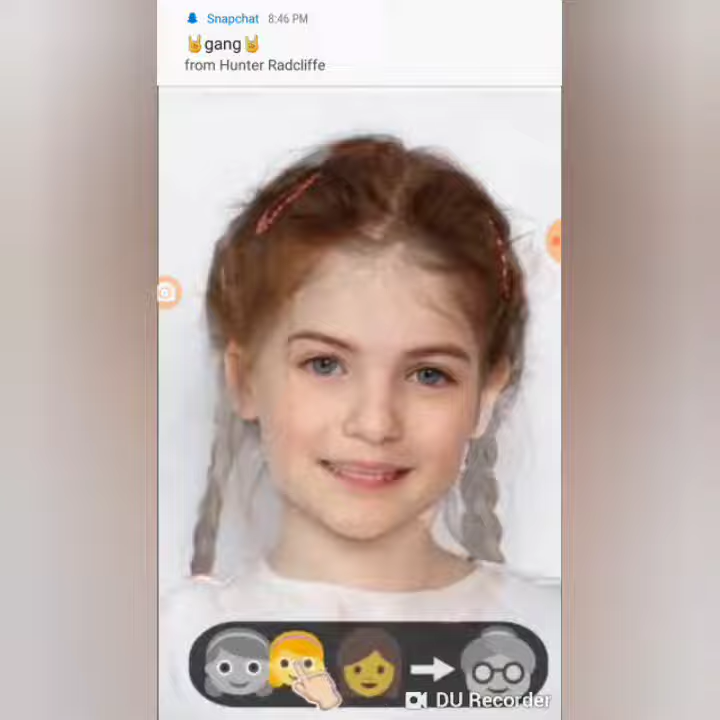 Snapchat 8:46 PM
🤘gang🤘
from Hunter Radcliffe
DU Recorder